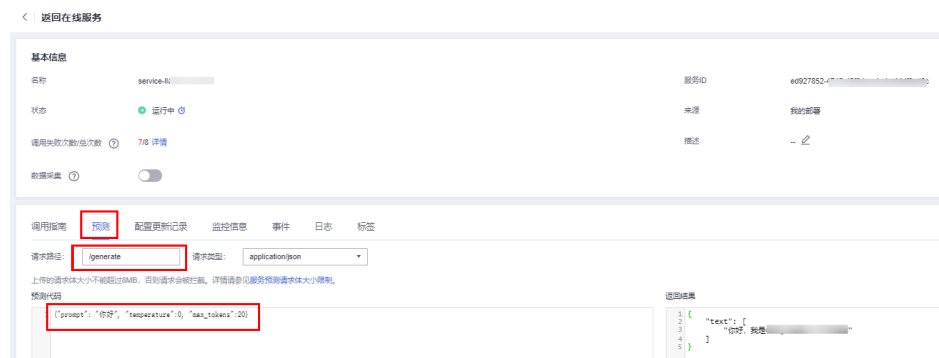 返回在线服务
基本信息
名称 service-lla 服务ID ed927852-
状态 运行中 来源 我的部署
调用失败次数/总次数 ? 7/8 详情 描述 --
数据采集 ?
调用指南 预测 配置更新记录 监控信息 事件 日志 标签
请求路径: /generate 请求类型: application/json
上传的请求体大小不能超过8MB，否则请求会被拦截。详情请参见服务预测请求体大小限制。
预测代码 返回结果
{"prompt": "你好", "temperature":0, "max_tokens":20}
1 {
2 "text": [
3 "你好，我是 "
4 ]
5 }